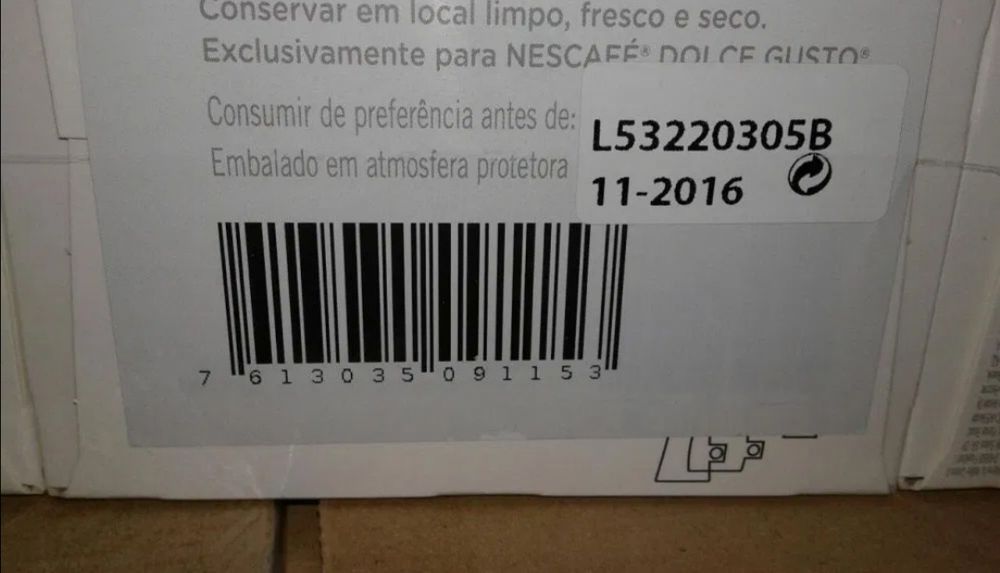 Conservar em local limpo, fresco e seco.
Exclusivamente para NESCAFÉ® DOLCE GUSTO®
Consumir de preferência antes de:
L53220305B
Embalado em atmosfera protetora
11-2016
7 613035 091153